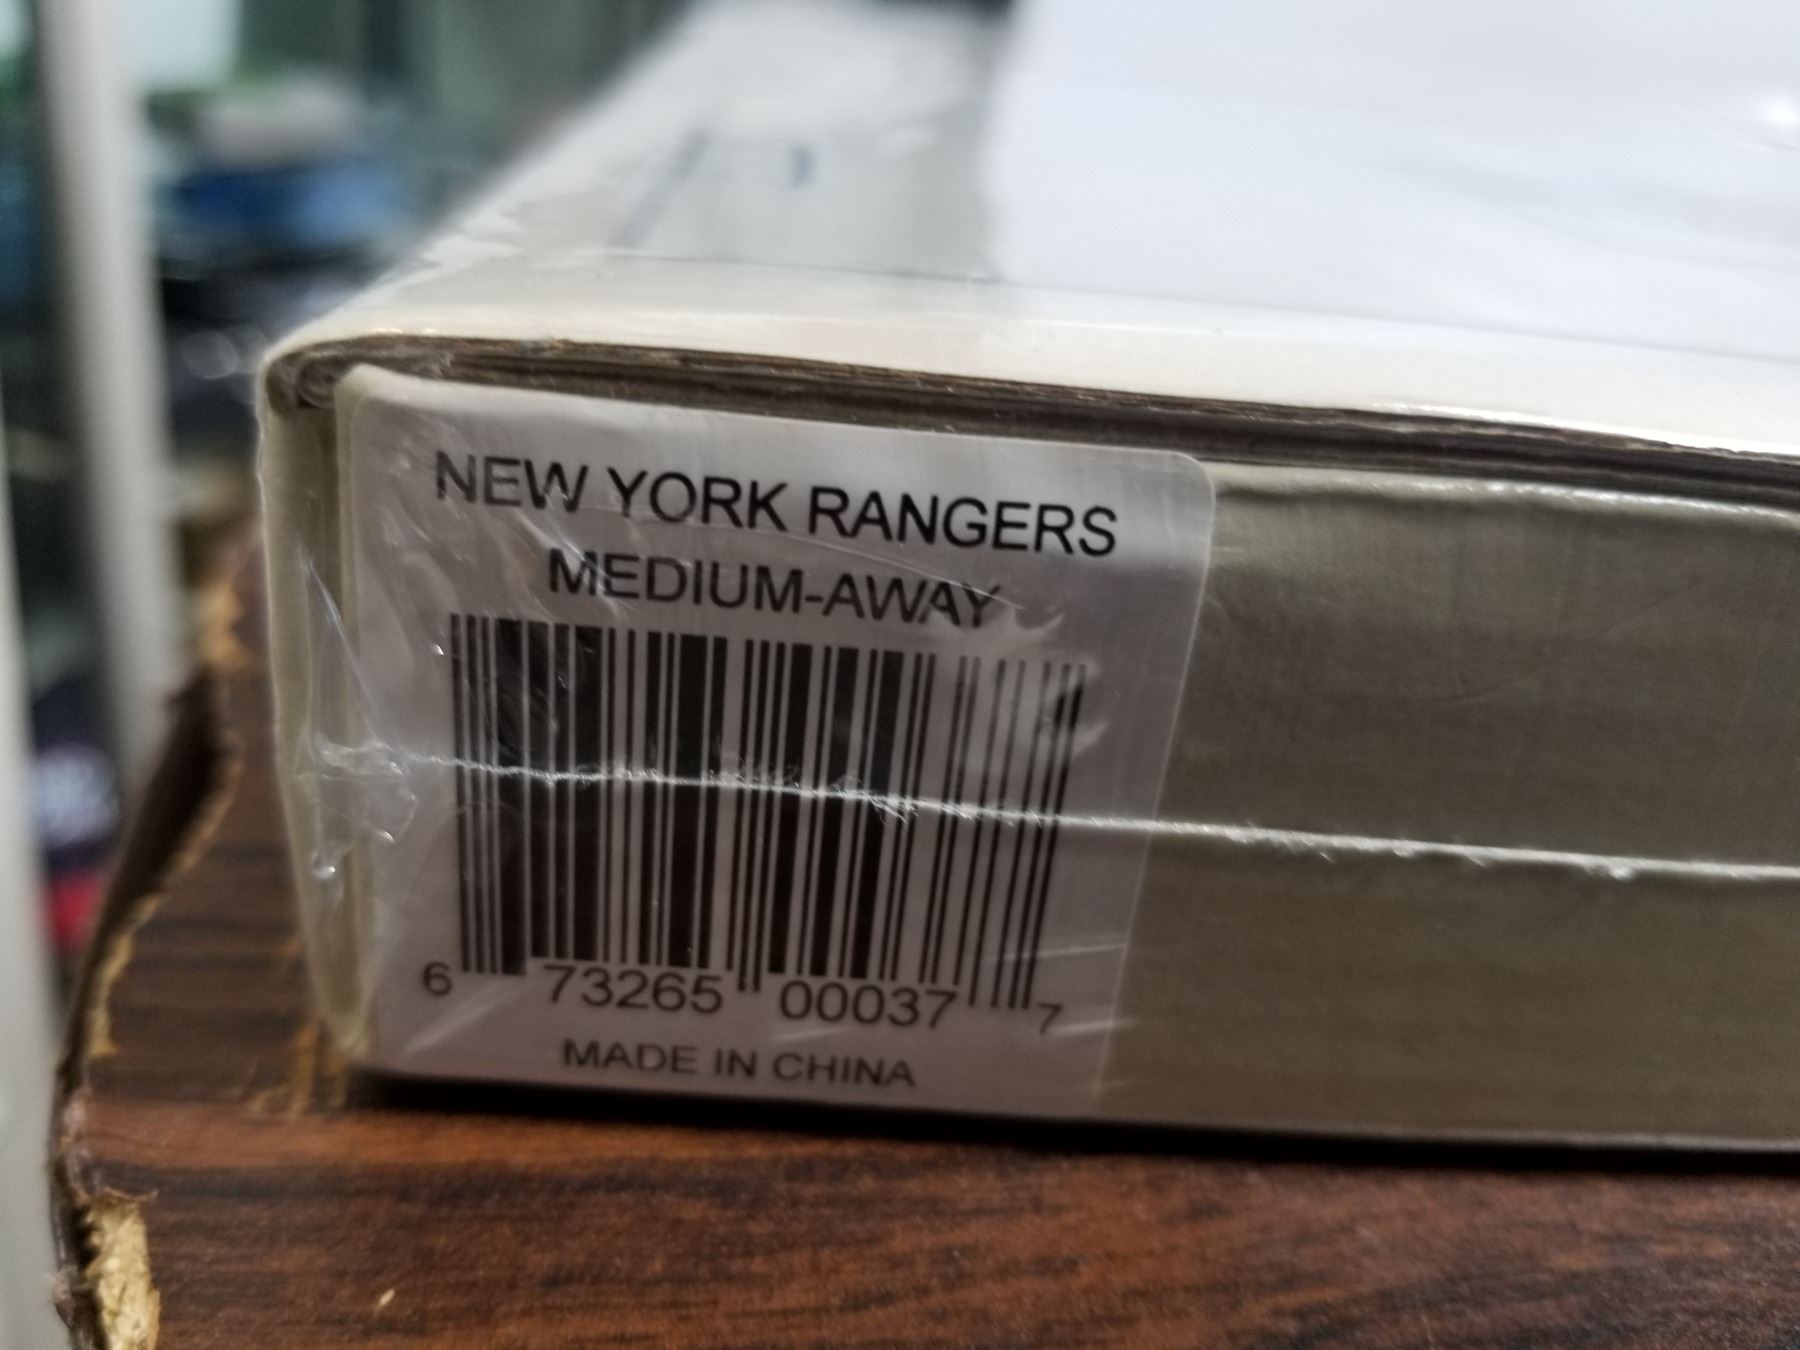 NEW YORK RANGERS
MEDIUM-AWAY
6 73265 00037 7
MADE IN CHINA